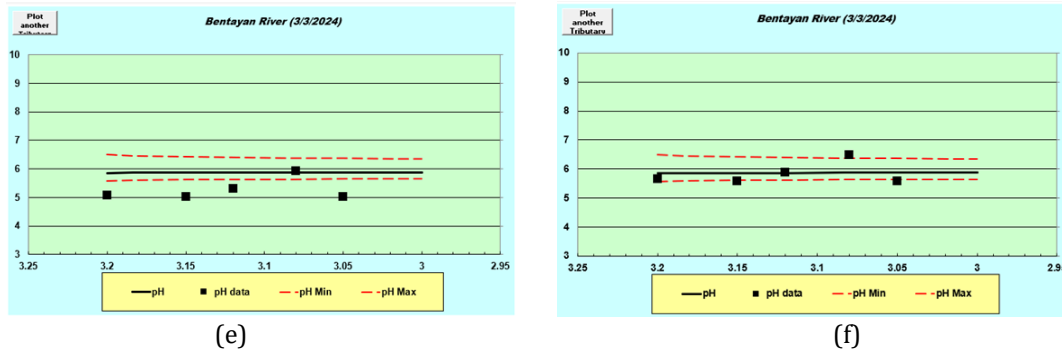 Plot
another
Tributary
Bentayan River (3/3/2024)
10
9
8
7
6
5
4
3
3.25
3.2
3.15
3.1
3.05
3
2.95
pH
pH data
pH Min
pH Max
(e)
Plot
another
Tributary
Bentayan River (3/3/2024)
10
9
8
7
6
5
4
3
3.25
3.2
3.15
3.1
3.05
3
2.9
pH
pH data
pH Min
pH Max
(f)